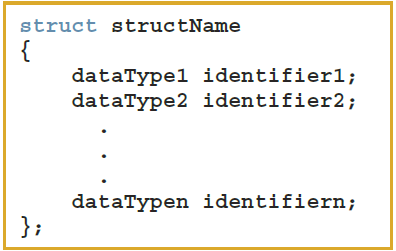 struct structName
{
dataType1 identifier1;
dataType2 identifier2;
.
.
.
dataTypen identifiern;
};